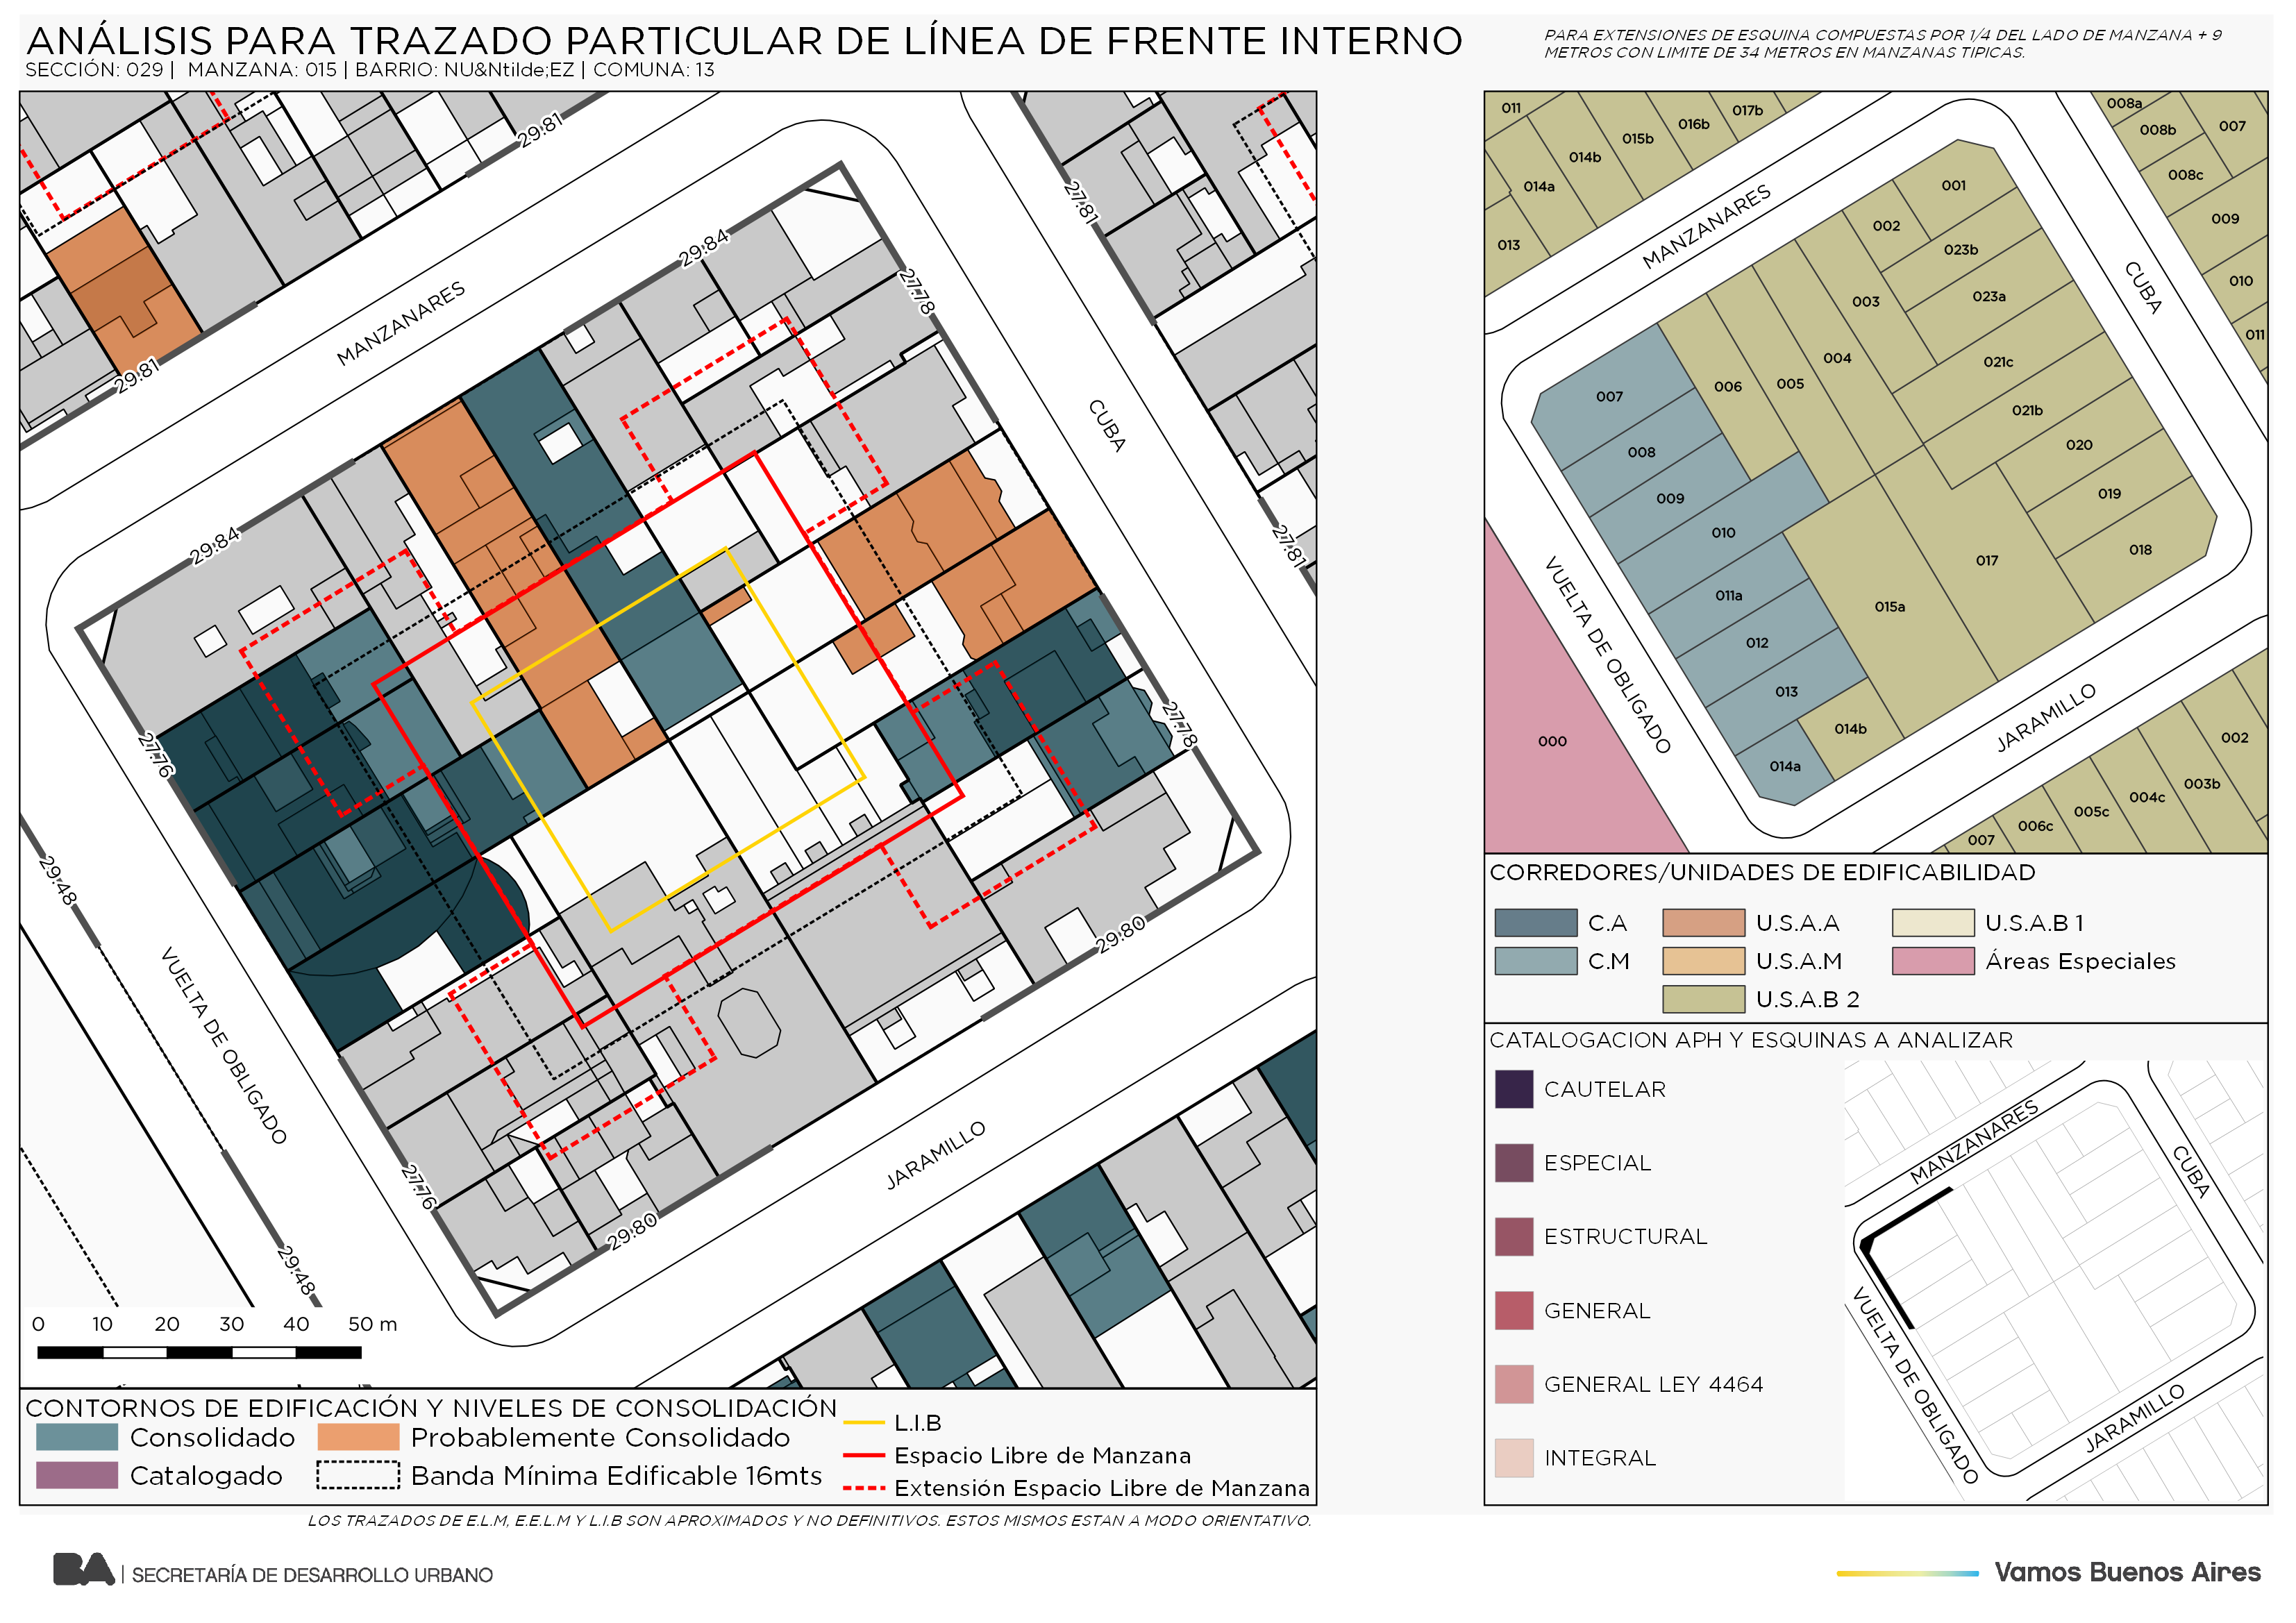 ANÁLISIS PARA TRAZADO PARTICULAR DE LÍNEA DE FRENTE INTERNO
SECCIÓN: 029 | MANZANA: 015 | BARRIO: NU&Ntilde;EZ | COMUNA: 13
PARA EXTENSIONES DE ESQUINA COMPUESTAS POR 1/4 DEL LADO DE MANZANA + 9
METROS CON LIMITE DE 34 METROS EN MANZANAS TIPICAS.
29.81
29.81
27.81
27.81
MANZANARES
29.84
29.84
27.78
27.78
CUBA
27.76
27.76
29.48
29.48
VUELTA DE OBLIGADO
29.80
29.80
JARAMILLO
0 10 20 30 40 50 m
CONTORNOS DE EDIFICACIÓN Y NIVELES DE CONSOLIDACIÓN
Consolidado
Probablemente Consolidado
Catalogado
Banda Mínima Edificable 16mts
L.I.B
Espacio Libre de Manzana
Extensión Espacio Libre de Manzana
LOS TRAZADOS DE E.L.M, E.E.L.M Y L.I.B SON APROXIMADOS Y NO DEFINITIVOS. ESTOS MISMOS ESTAN A MODO ORIENTATIVO.
011
014a
013
014b
015b
016b
017b
008a
008b
007
008c
009
010
011
MANZANARES
CUBA
001
002
023b
003
023a
004
021c
005
006
021b
007
020
008
019
009
018
010
017
011a
015a
012
013
014b
014a
VUELTA DE OBLIGADO
JARAMILLO
000
002
003b
004c
005c
006c
007
CORREDORES/UNIDADES DE EDIFICABILIDAD
C.A
U.S.A.A
U.S.A.B 1
C.M
U.S.A.M
Áreas Especiales
U.S.A.B 2
CATALOGACION APH Y ESQUINAS A ANALIZAR
CAUTELAR
ESPECIAL
ESTRUCTURAL
GENERAL
GENERAL LEY 4464
INTEGRAL
MANZANARES
CUBA
VUELTA DE OBLIGADO
JARAMILLO
BA | SECRETARÍA DE DESARROLLO URBANO
Vamos Buenos Aires